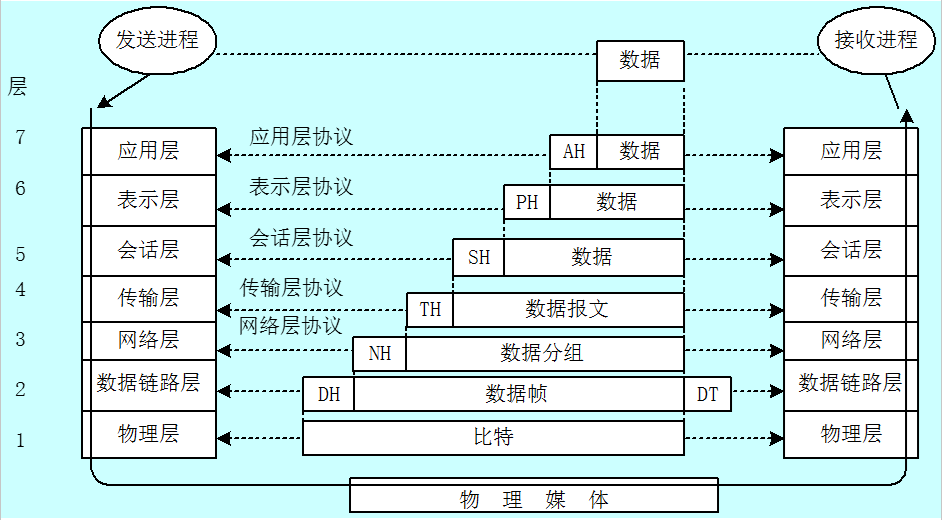 发送进程 数据 接收进程
层
7 应用层 应用层协议 AH 数据 应用层
6 表示层 表示层协议 PH 数据 表示层
5 会话层 会话层协议 SH 数据 会话层
4 传输层 传输层协议 TH 数据报文 传输层
3 网络层 网络层协议 NH 数据分组 网络层
2 数据链路层 DH 数据帧 DT 数据链路层
1 物理层 比特 物理层
物 理 媒 体